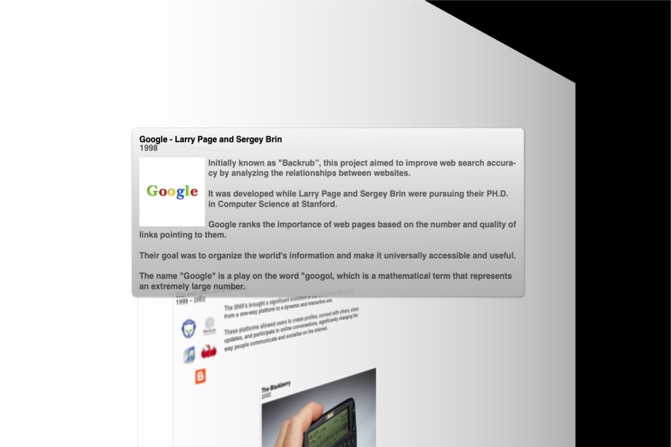 Google - Larry Page and Sergey Brin
1998
Initially known as "Backrub", this project aimed to improve web search accura-
cy by analyzing the relationships between websites.
It was developed while Larry Page and Sergey Brin were pursuing their PH.D.
in Computer Science at Stanford.
Google
Google ranks the importance of web pages based on the number and quality of
links pointing to them.
Their goal was to organize the world's information and make it universally accessible and useful.
The name "Google" is a play on the word "googol, which is a mathematical term that represents
an extremely large number.
1999 - 2002
The 2000's brought a significant evolution
from a one-way platform to a dynamic and interactive one.
These platforms allowed users to create profiles, connect with others, share
updates, and participate in online conversations, significantly changing the
way people communicate and socialise on the internet.
The Blackberry
2002